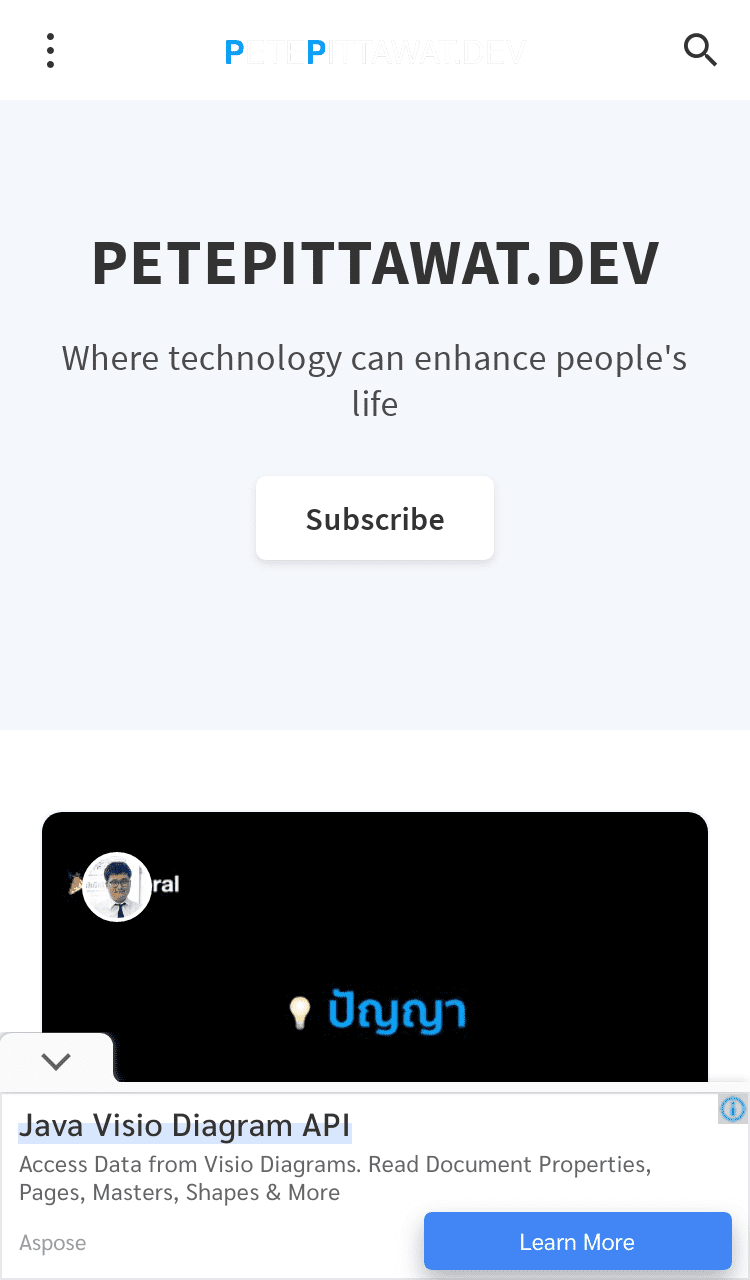 PETEPITTAWAT.DEV
PETEPITTAWAT.DEV
Where technology can enhance people's
life
Subscribe
ral
ปัญญา
Java Visio Diagram API
Access Data from Visio Diagrams. Read Document Properties,
Pages, Masters, Shapes & More
Aspose
Learn More